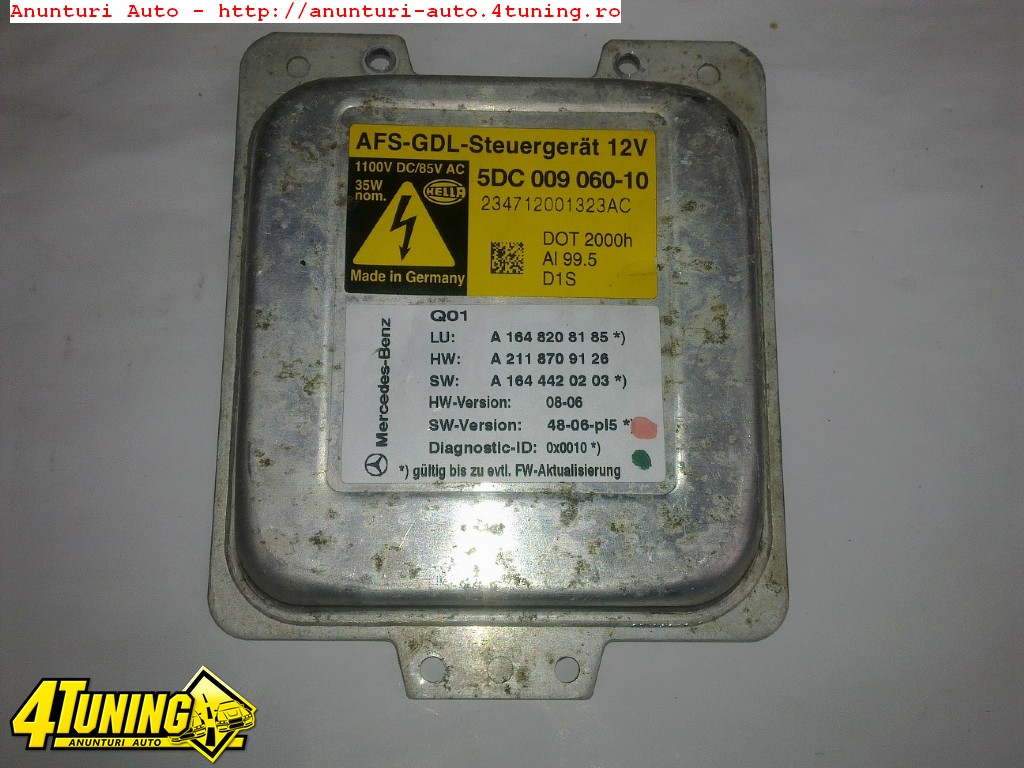 Anunturi Auto - http://anunturi-auto.4tuning.ro
AFS-GDL-Steuergerät 12V
1100V DC/85V AC
35W
nom.
HELLA
Made in Germany
5DC 009 060-10
234712001323AC
DOT 2000h
Al 99.5
D1S
Mercedes-Benz
Q01
LU: A 164 820 81 85 *)
HW: A 211 870 91 26
SW: A 164 442 02 03 *)
HW-Version: 08-06
SW-Version: 48-06-pl5 *)
Diagnostic-ID: 0x0010 *)
*) gültig bis zu evtl. FW-Aktualisierung
4TUNING
ANUNTURI AUTO